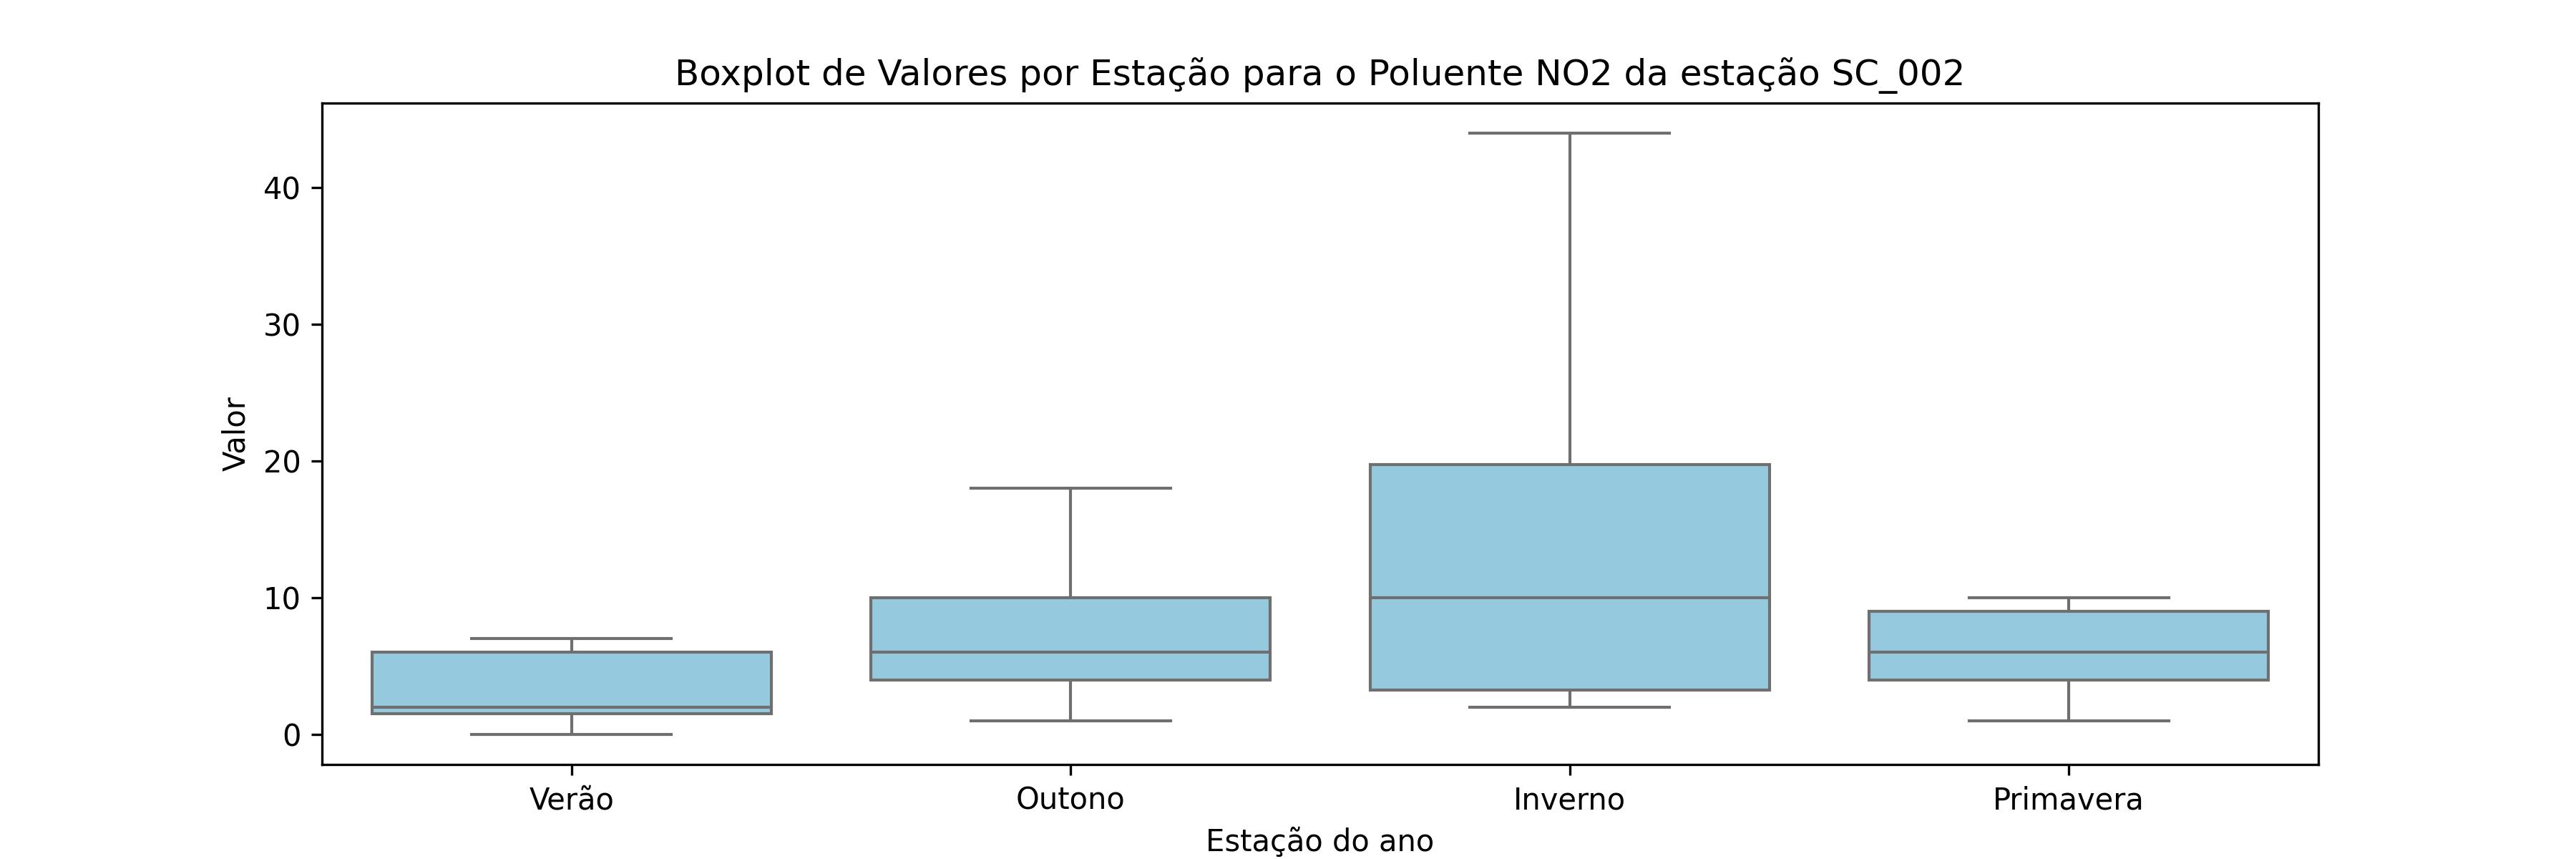 Boxplot de Valores por Estação para o Poluente NO2 da estação SC_002
Valor
40
30
20
10
0
Verão
Outono
Inverno
Primavera
Estação do ano